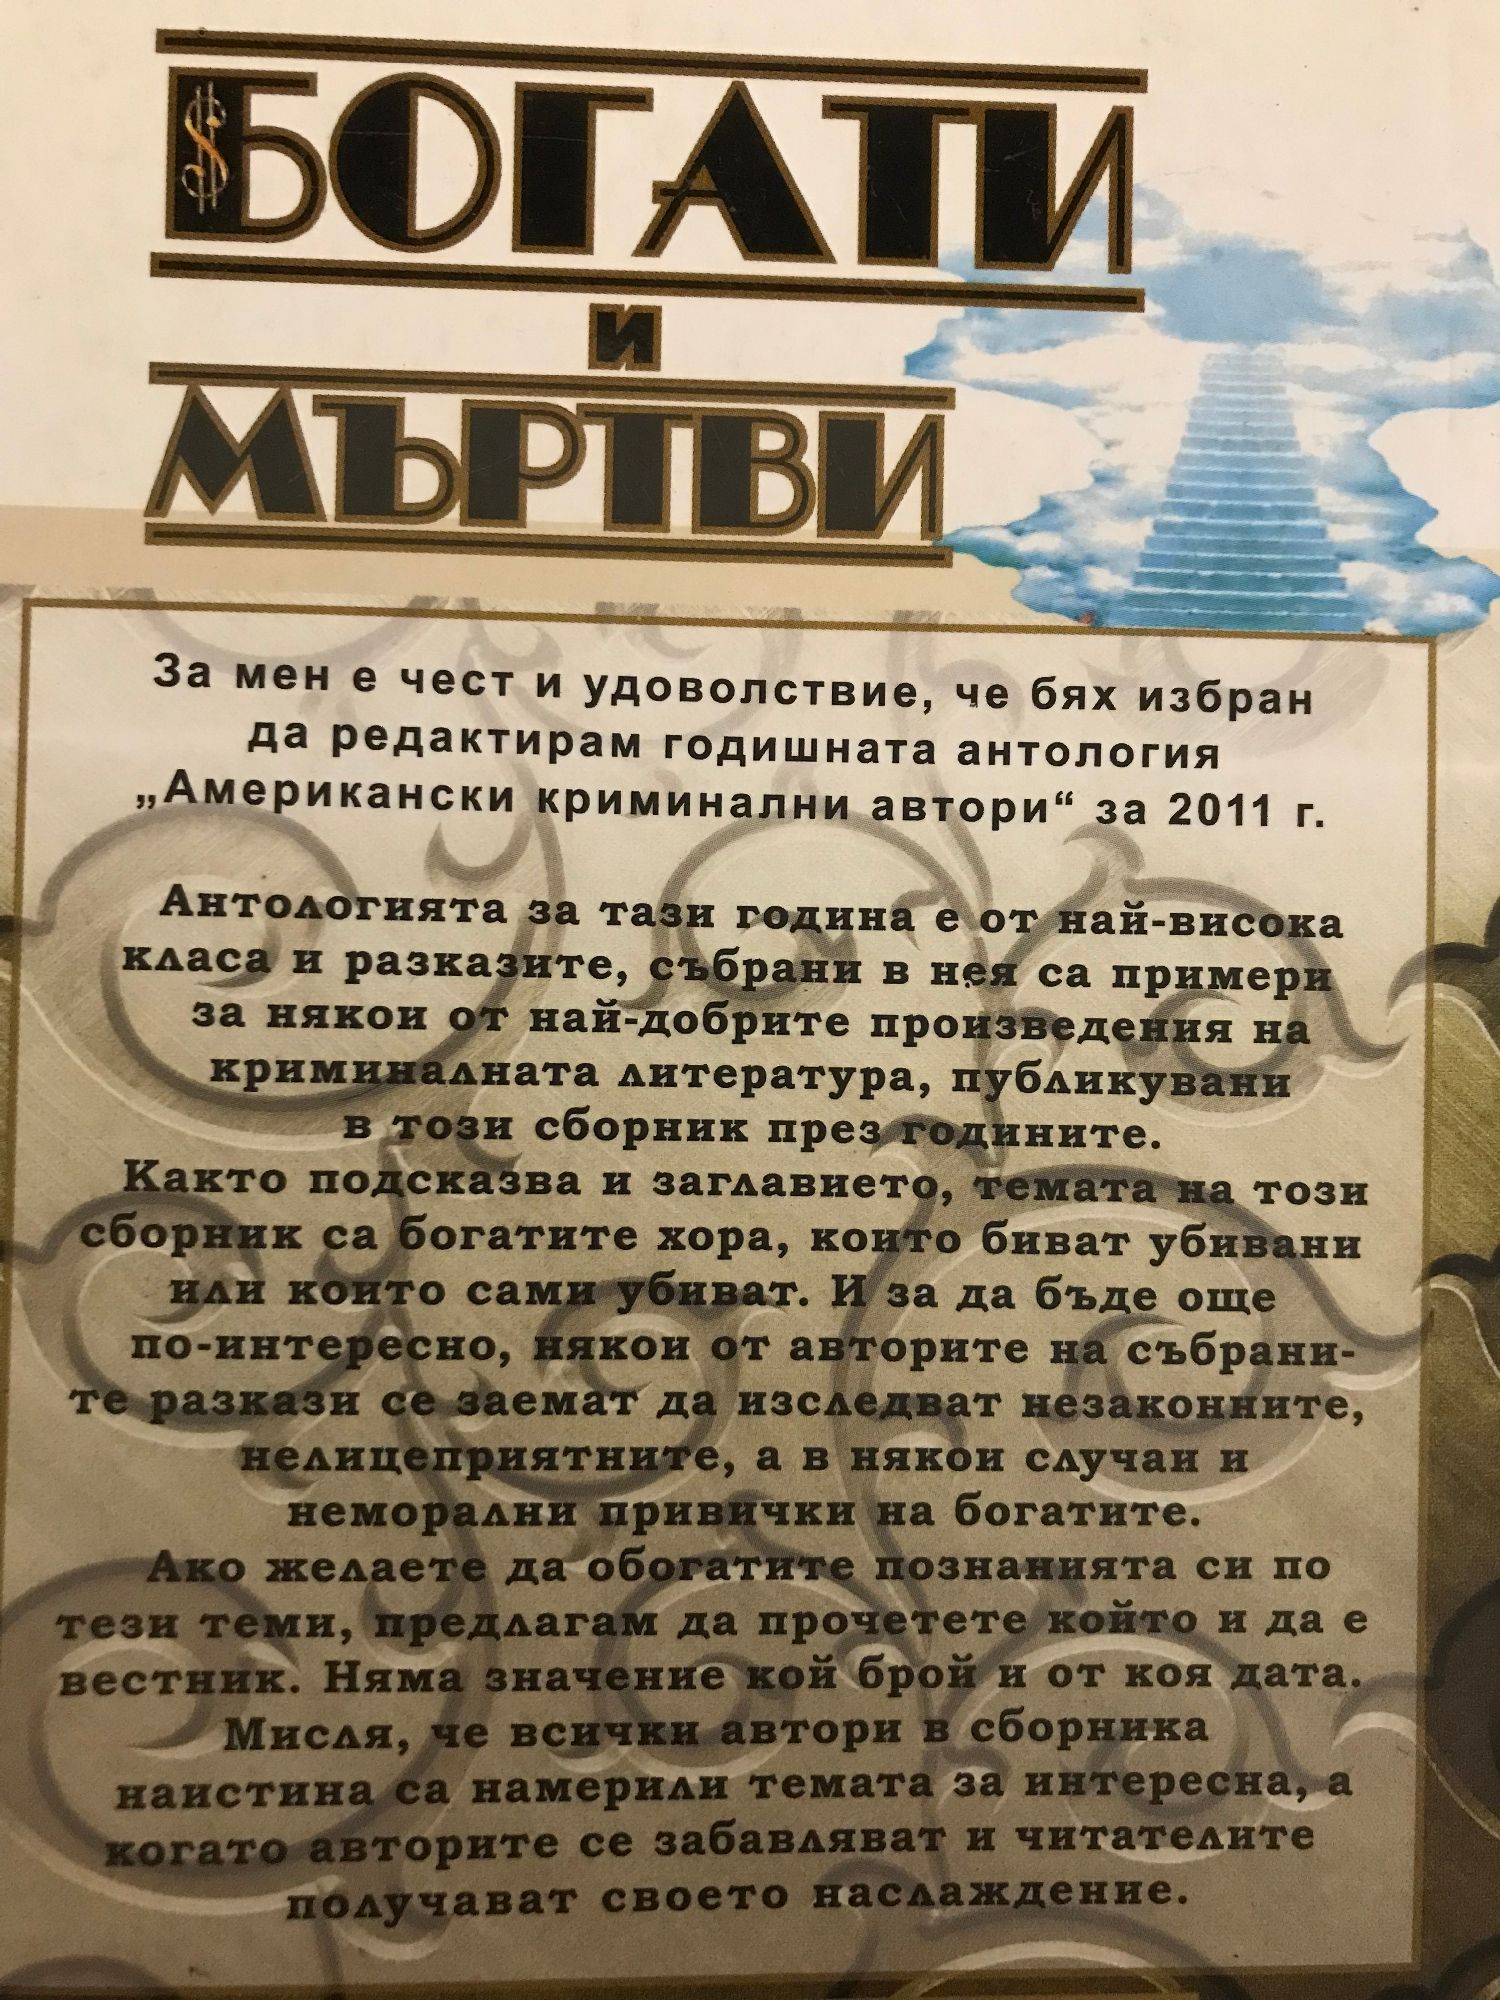 БОГАТИ
и
МЪРТВИ
За мен е чест и удоволствие, че бях избран
да редактирам годишната антология
„Американски криминални автори“ за 2011 г.
Антологията за тази година е от най-висока
класа и разказите, събрани в нея са примери
за някои от най-добрите произведения на
криминалната литература, публикувани
в този сборник през годините.
Както подсказва и заглавието, темата на този
сборник са богатите хора, които биват убивани
или които сами убиват. И за да бъде още
по-интересно, някои от авторите на събрани-
те разкази се заемат да изследват незаконните,
нелицеприятните, а в някои случаи и
неморални привички на богатите.
Ако желаете да обогатите познанията си по
тези теми, предлагам да прочетете който и да е
вестник. Няма значение кой брой и от коя дата.
Мисля, че всички автори в сборника
наистина са намерили темата за интересна, а
когато авторите се забавляват и читателите
получават своето наслаждение.